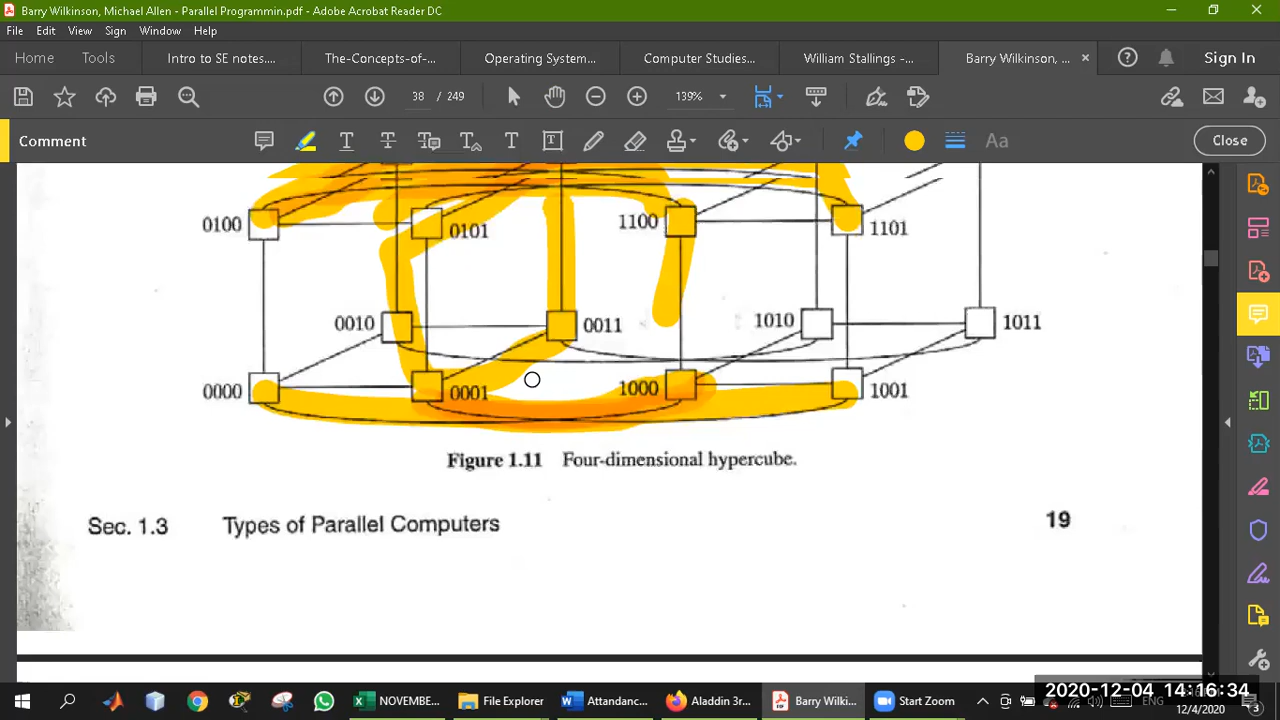 Barry Wilkinson, Michael Allen - Parallel Programmin.pdf - Adobe Acrobat Reader DC
File Edit View Sign Window Help
Home Tools Intro to SE notes.... The-Concepts-of-... Operating System... Computer Studies... William Stallings -... Barry Wilkinson, ... Sign In
38 / 249 139%
Comment Aa Close
0100 0101 1100 1101
0010 0011 1010 1011
0000 0001 1000 1001
Figure 1.11 Four-dimensional hypercube.
Sec. 1.3 Types of Parallel Computers 19
NOVEMBE... File Explorer Attandanc... Aladdin 3r... Barry Wilki... Start Zoom ENG
2020-12-04 14:16:34
12/4/2020